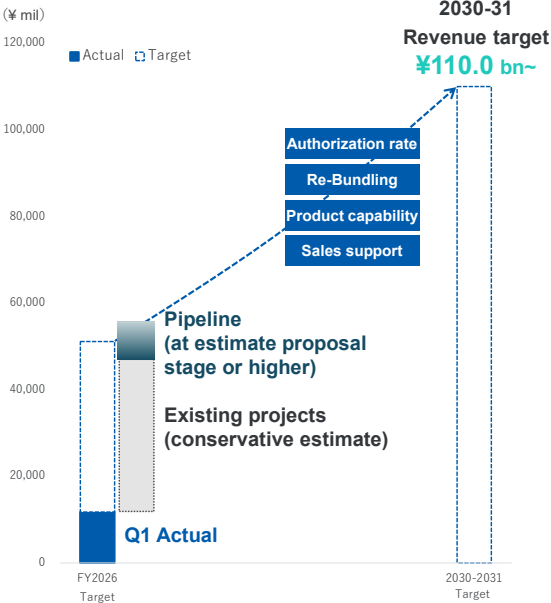 (¥ mil)
120,000
100,000
80,000
60,000
40,000
20,000
0
Actual
Target
2030-31
Revenue target
¥110.0 bn~
Authorization rate
Re-Bundling
Product capability
Sales support
Pipeline
(at estimate proposal
stage or higher)
Existing projects
(conservative estimate)
Q1 Actual
FY2026
Target
2030-2031
Target